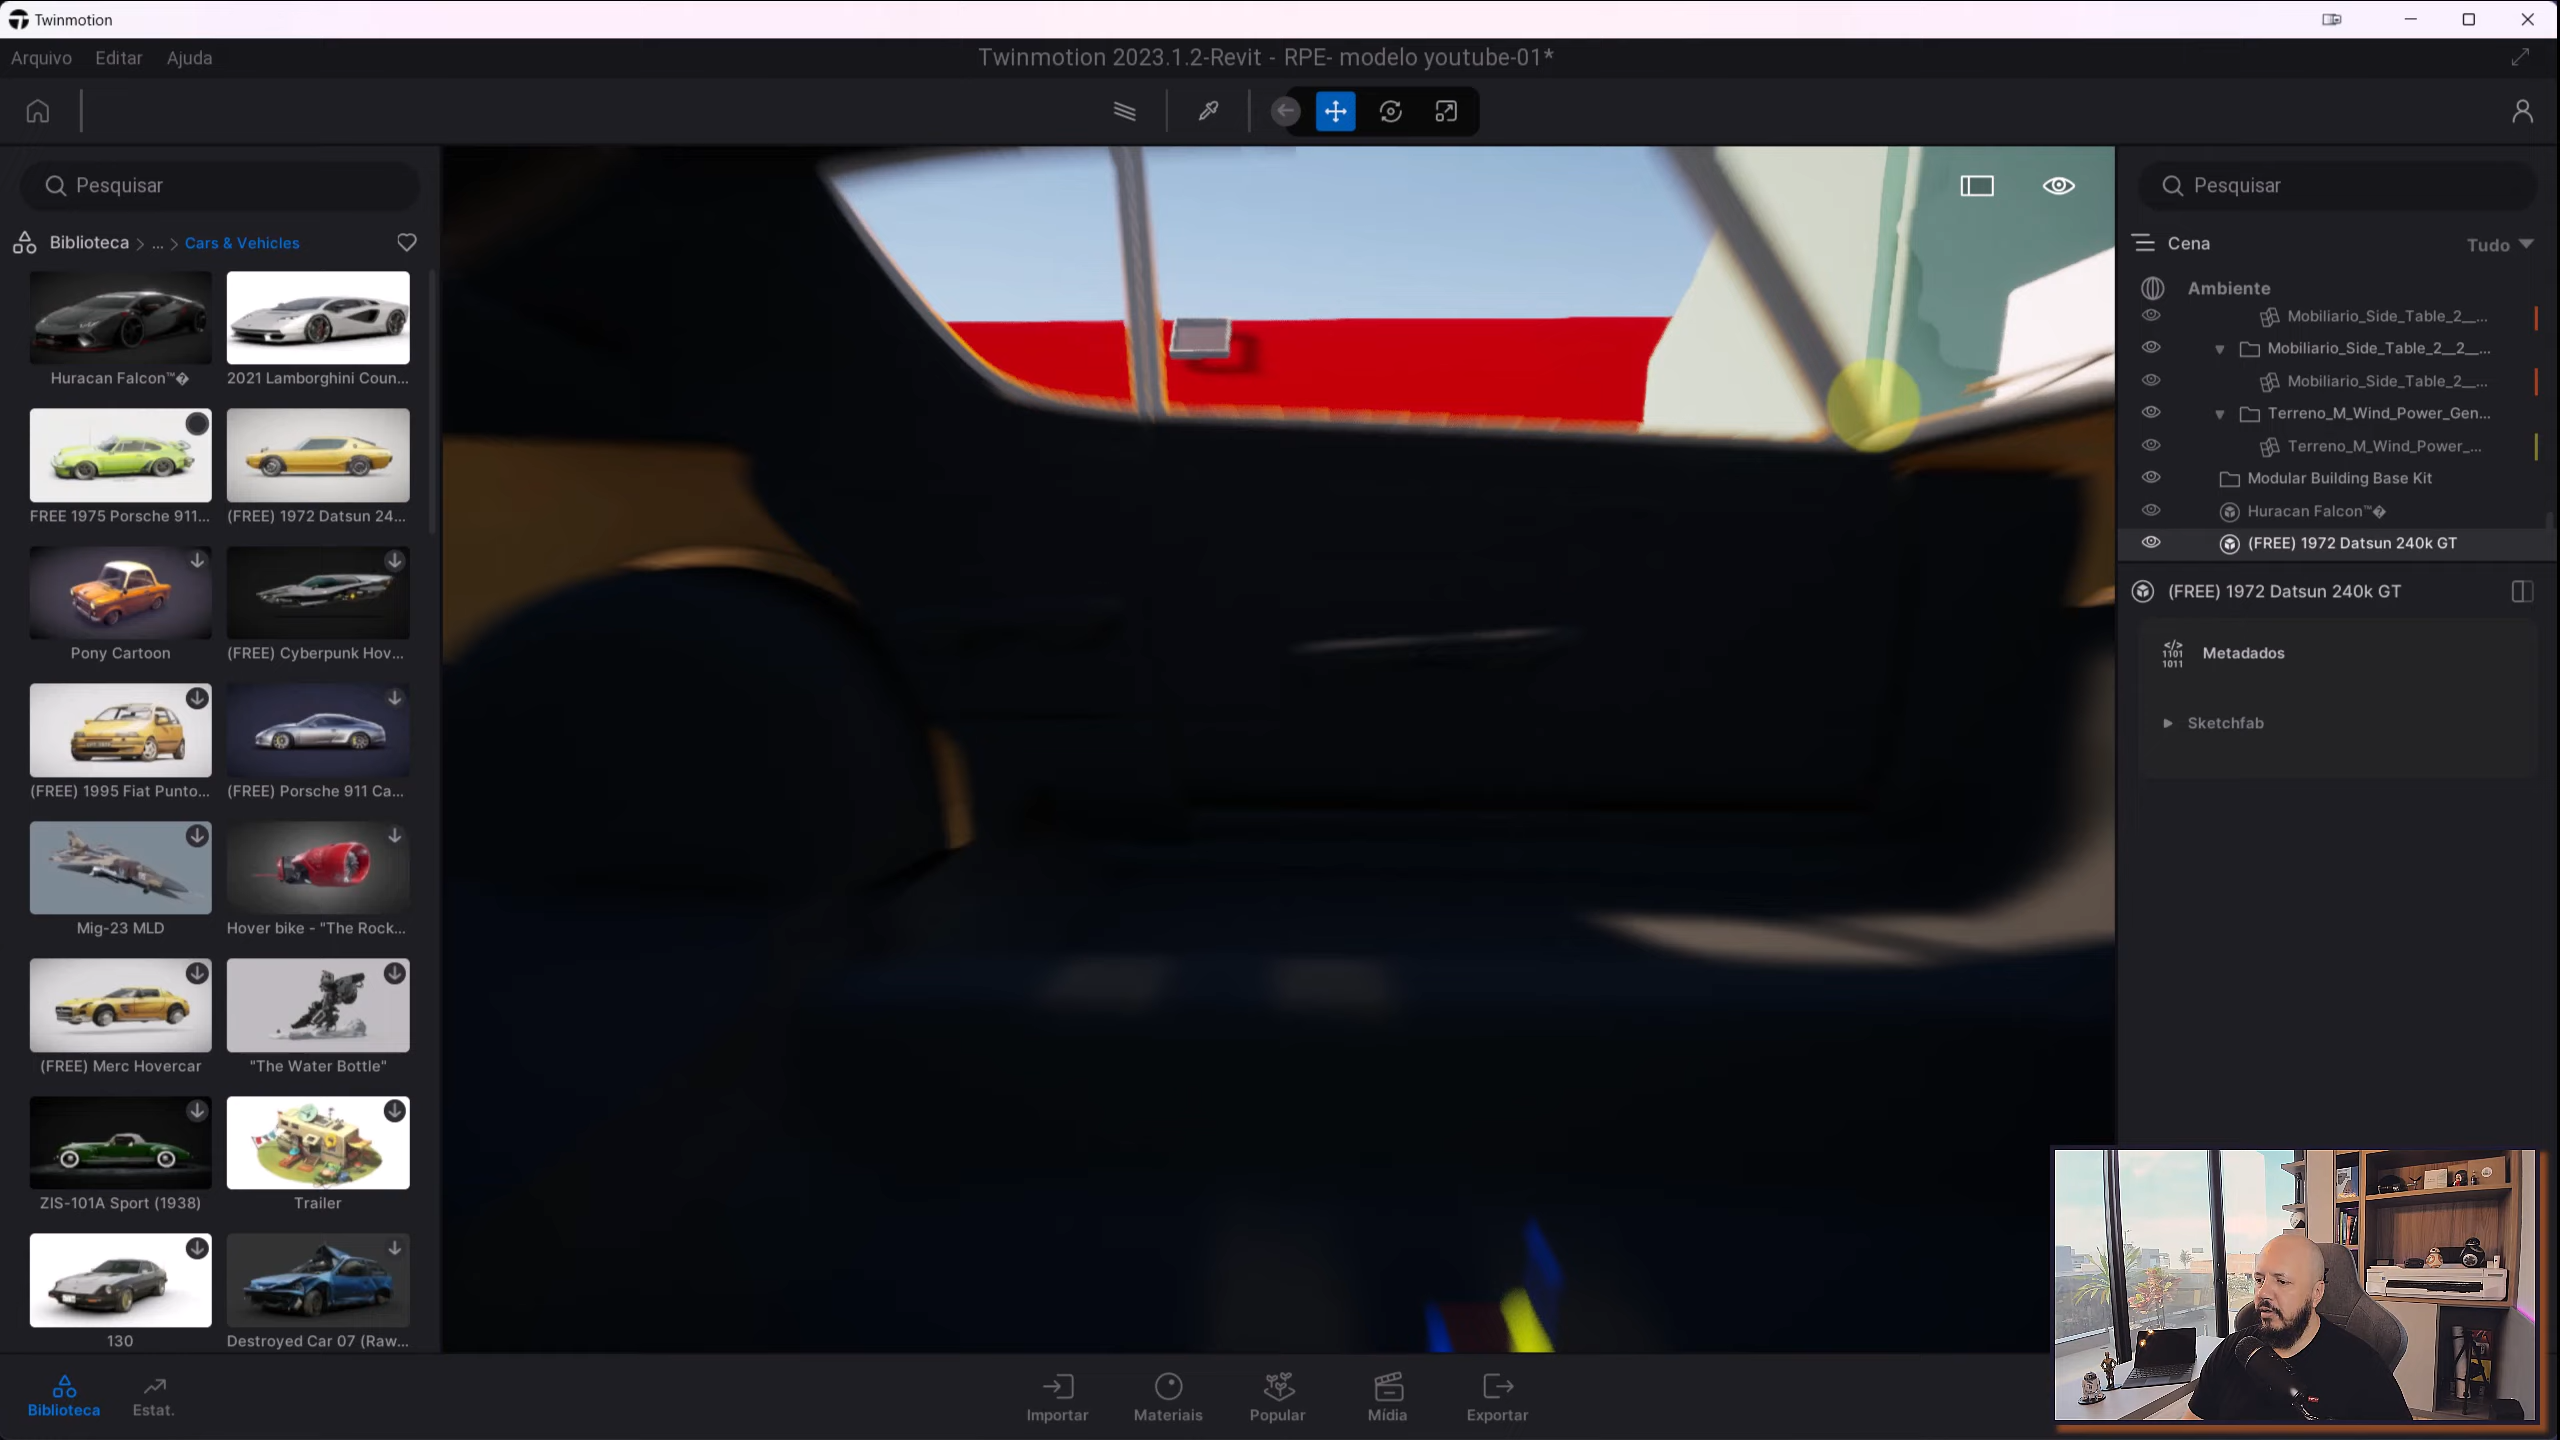 Twinmotion
Arquivo Editar Ajuda
Twinmotion 2023.1.2-Revit - RPE- modelo youtube-01*
Pesquisar
Biblioteca > ... > Cars & Vehicles
Huracan Falcon™�
2021 Lamborghini Coun...
FREE 1975 Porsche 911...
(FREE) 1972 Datsun 24...
Pony Cartoon
(FREE) Cyberpunk Hov...
(FREE) 1995 Fiat Punto...
(FREE) Porsche 911 Ca...
Mig-23 MLD
Hover bike - "The Rock...
(FREE) Merc Hovercar
"The Water Bottle"
ZIS-101A Sport (1938)
Trailer
130
Destroyed Car 07 (Raw...
Biblioteca
Estat.
Importar
Materiais
Popular
Mídia
Exportar
Pesquisar
Cena
Tudo
Ambiente
Mobiliario_Side_Table_2__...
Mobiliario_Side_Table_2__2__...
Mobiliario_Side_Table_2__...
Terreno_M_Wind_Power_Gen...
Terreno_M_Wind_Power_...
Modular Building Base Kit
Huracan Falcon™�
(FREE) 1972 Datsun 240k GT
(FREE) 1972 Datsun 240k GT
</>
1101
1011
Metadados
Sketchfab